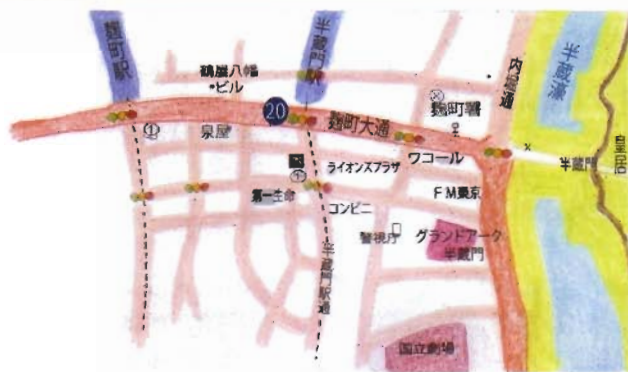 麹町駅
半蔵門駅
内堀通
半蔵濠
鶴屋八幡
ビル
20
麹町大通
麹町署
皇居
①
泉屋
ライオンズプラザ
ワコール
半蔵門
第一生命
コンビニ
FM東京
警視庁
グランドアーク
半蔵門
半蔵門駅通
国立劇場